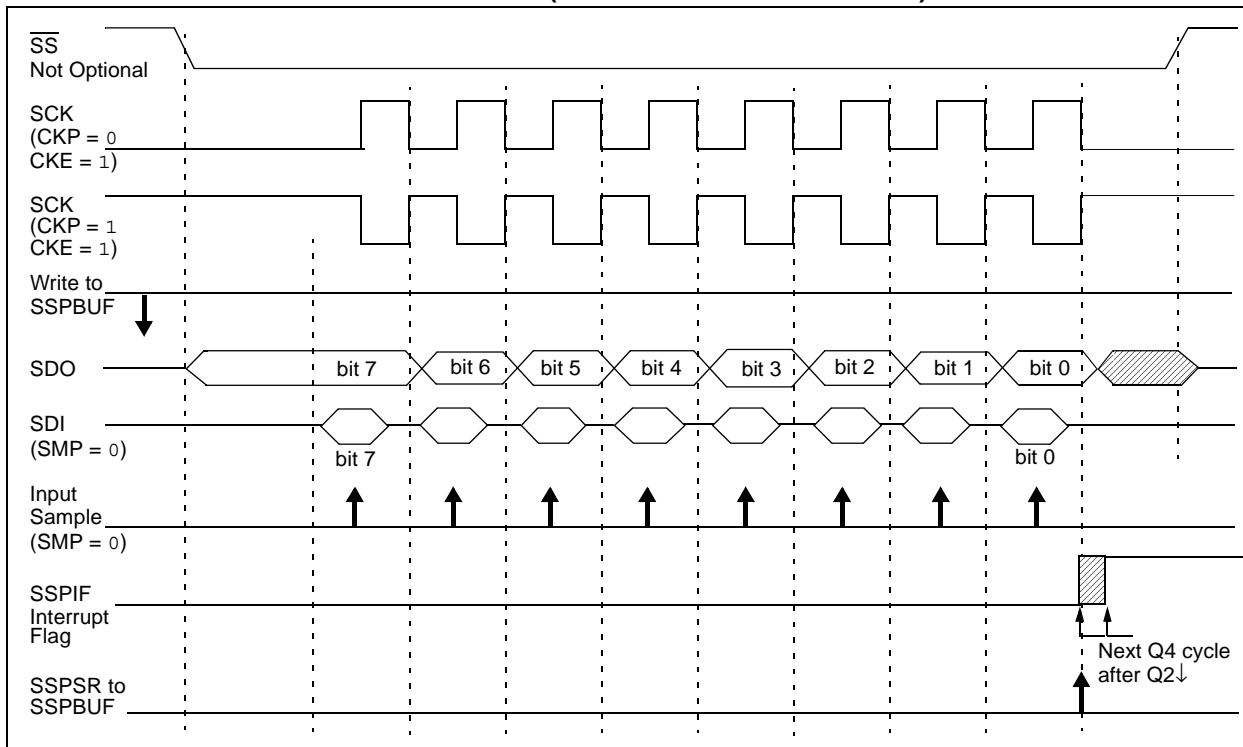 SS
Not Optional
SCK
(CKP = 0
CKE = 1)
SCK
(CKP = 1
CKE = 1)
Write to
SSPBUF
SDO
bit 7 bit 6 bit 5 bit 4 bit 3 bit 2 bit 1 bit 0
SDI
(SMP = 0)
bit 7 bit 0
Input
Sample
(SMP = 0)
SSPIF
Interrupt
Flag
Next Q4 cycle
after Q2↓
SSPSR to
SSPBUF